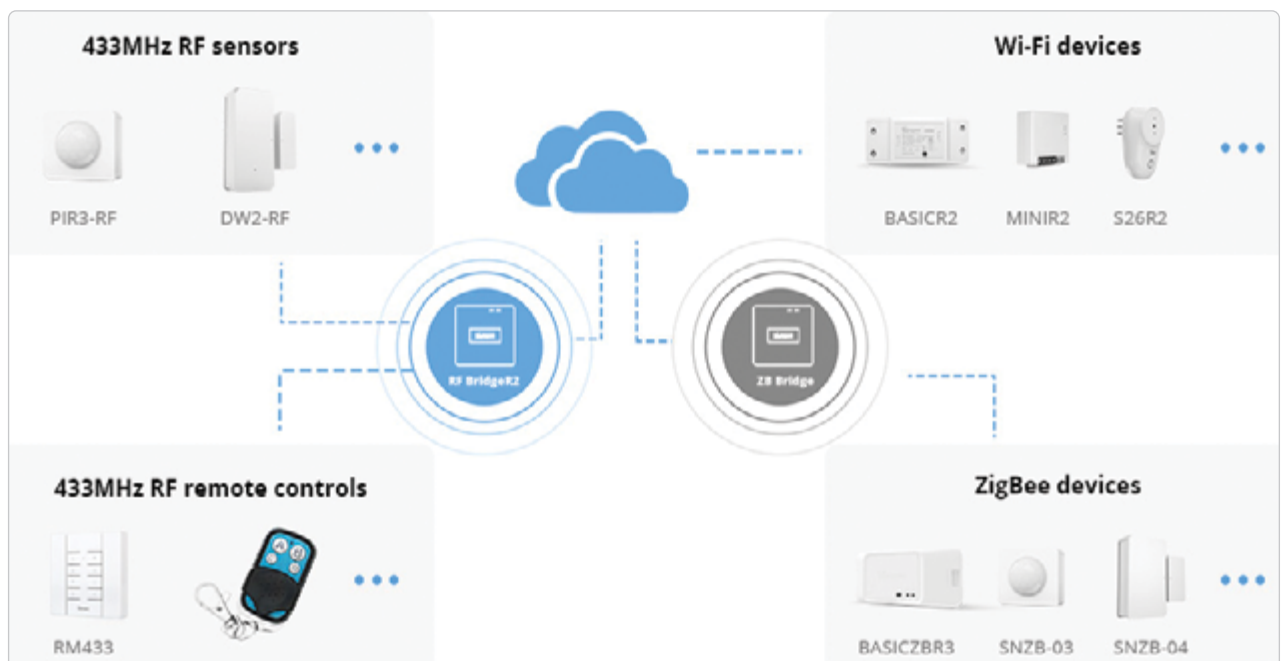 433MHz RF sensors
PIR3-RF
DW2-RF
Wi-Fi devices
BASICR2
MINIR2
S26R2
RF BridgeR2
ZB Bridge
433MHz RF remote controls
RM433
ZigBee devices
BASICZBR3
SNZB-03
SNZB-04